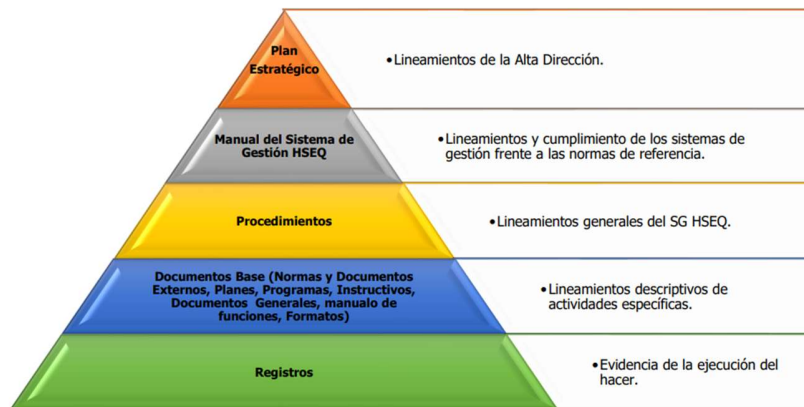 Plan
Estratégico
•Lineamientos de la Alta Dirección.
Manual del Sistema de
Gestión HSEQ
•Lineamientos y cumplimiento de los sistemas de
gestión frente a las normas de referencia.
Procedimientos
•Lineamientos generales del SG HSEQ.
Documentos Base (Normas y Documentos
Externos, Planes, Programas, Instructivos,
Documentos Generales, manualo de
funciones, Formatos)
•Lineamientos descriptivos de
actividades específicas.
Registros
•Evidencia de la ejecución del
hacer.